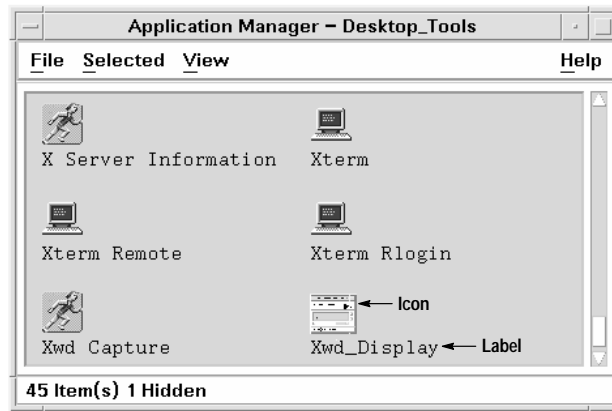 Application Manager – Desktop_Tools
File Selected View Help
X Server Information Xterm
Xterm Remote Xterm Rlogin
Icon
Xwd Capture Xwd_Display Label
45 Item(s) 1 Hidden